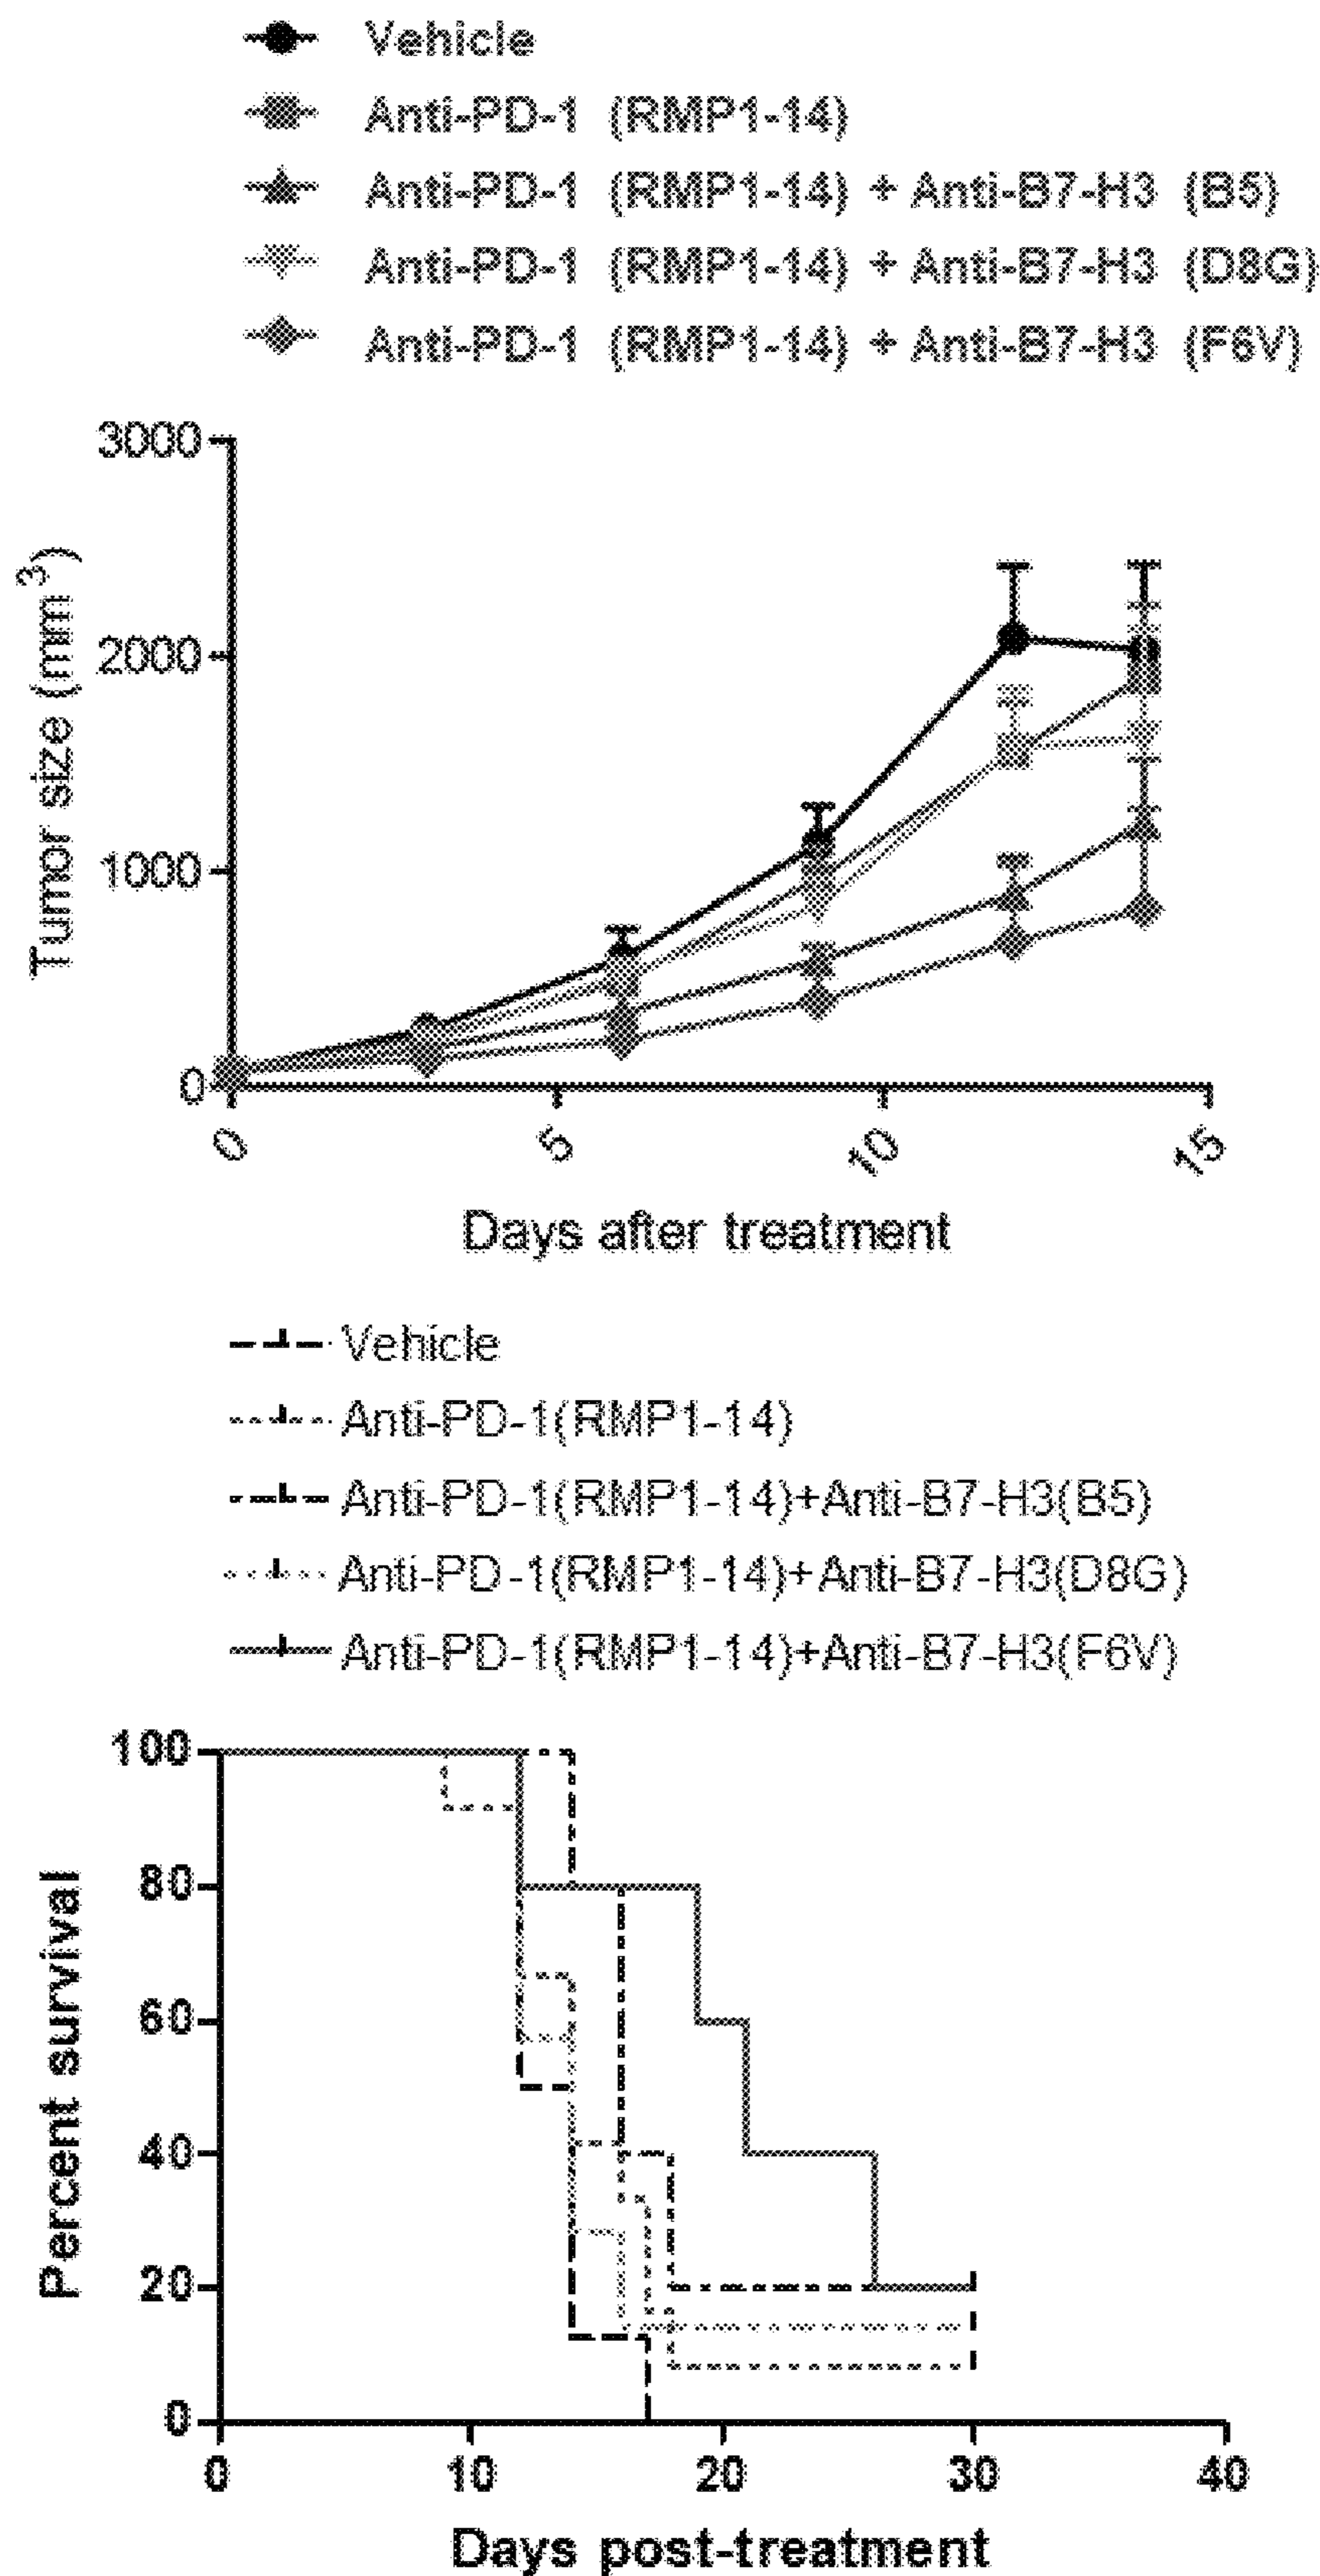 Vehicle
Anti-PD-1 (RMP1-14)
Anti-PD-1 (RMP1-14) + Anti-B7-H3 (B5)
Anti-PD-1 (RMP1-14) + Anti-B7-H3 (D8G)
Anti-PD-1 (RMP1-14) + Anti-B7-H3 (F6V)
3000
2000
1000
0
Tumor size (mm³)
0 5 10 15
Days after treatment
Vehicle
Anti-PD-1(RMP1-14)
Anti-PD-1(RMP1-14)+Anti-B7-H3(B5)
Anti-PD-1(RMP1-14)+Anti-B7-H3(D8G)
Anti-PD-1(RMP1-14)+Anti-B7-H3(F6V)
100
80
60
40
20
0
Percent survival
0 10 20 30 40
Days post-treatment